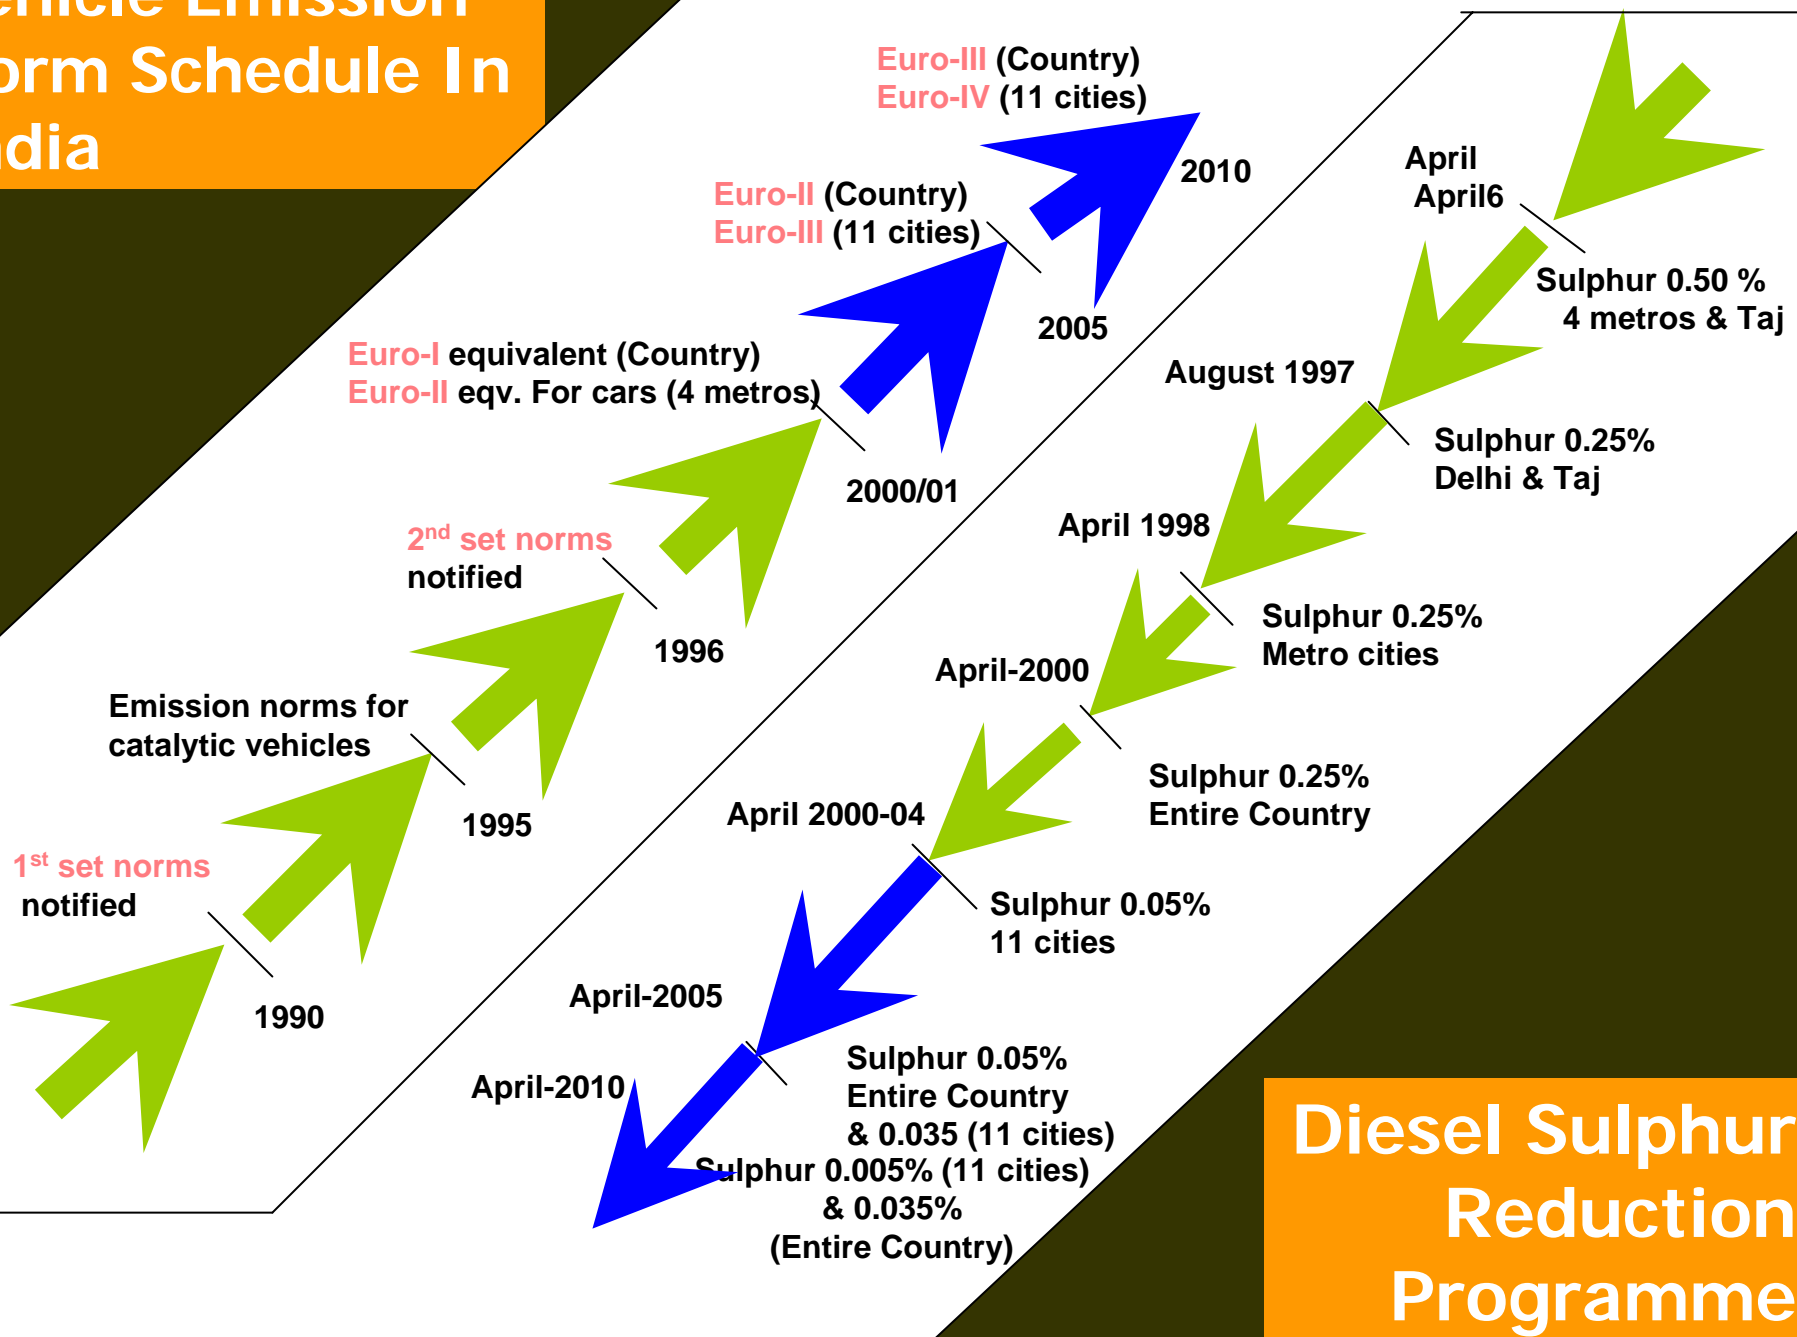 ehicle Emission
orm Schedule In
ndia
Euro-III (Country)
Euro-IV (11 cities)
2010
Euro-II (Country)
Euro-III (11 cities)
2005
Euro-I equivalent (Country)
Euro-II eqv. For cars (4 metros)
2000/01
2nd set norms
notified
1996
Emission norms for
catalytic vehicles
1995
1st set norms
notified
1990
April
April6
Sulphur 0.50 %
4 metros & Taj
August 1997
Sulphur 0.25%
Delhi & Taj
April 1998
Sulphur 0.25%
Metro cities
April-2000
Sulphur 0.25%
Entire Country
April 2000-04
Sulphur 0.05%
11 cities
April-2005
Sulphur 0.05%
Entire Country
& 0.035 (11 cities)
April-2010
Sulphur 0.005% (11 cities)
& 0.035%
(Entire Country)
Diesel Sulphur
Reduction
Programme